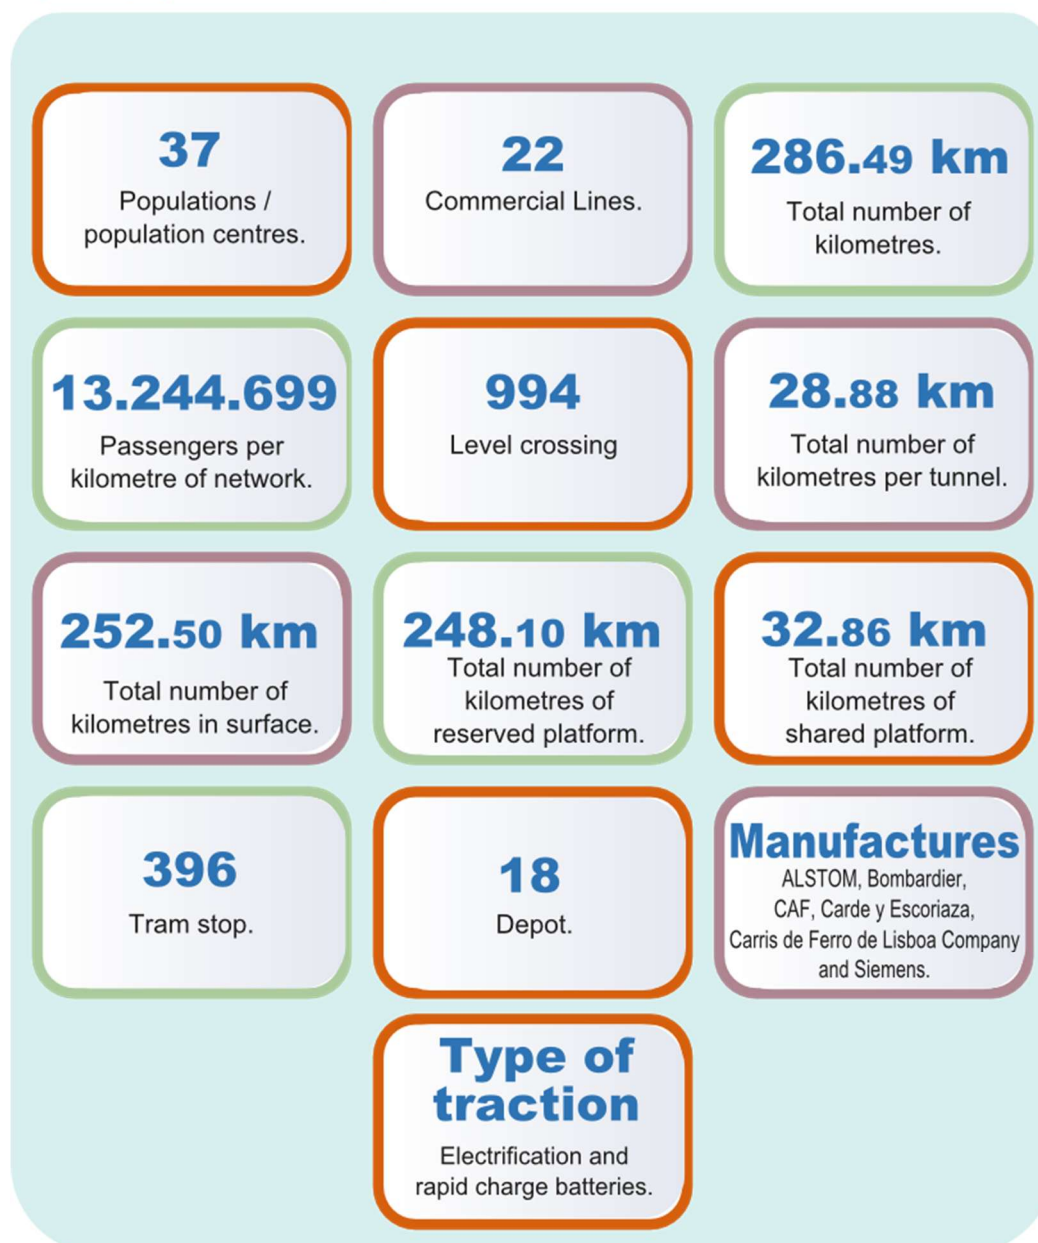 37
Populations /
population centres.
22
Commercial Lines.
286.49 km
Total number of
kilometres.
13.244.699
Passengers per
kilometre of network.
994
Level crossing
28.88 km
Total number of
kilometres per tunnel.
252.50 km
Total number of
kilometres in surface.
248.10 km
Total number of
kilometres of
reserved platform.
32.86 km
Total number of
kilometres of
shared platform.
396
Tram stop.
18
Depot.
Manufactures
ALSTOM, Bombardier,
CAF, Carde y Escoriaza,
Carris de Ferro de Lisboa Company
and Siemens.
Type of
traction
Electrification and
rapid charge batteries.